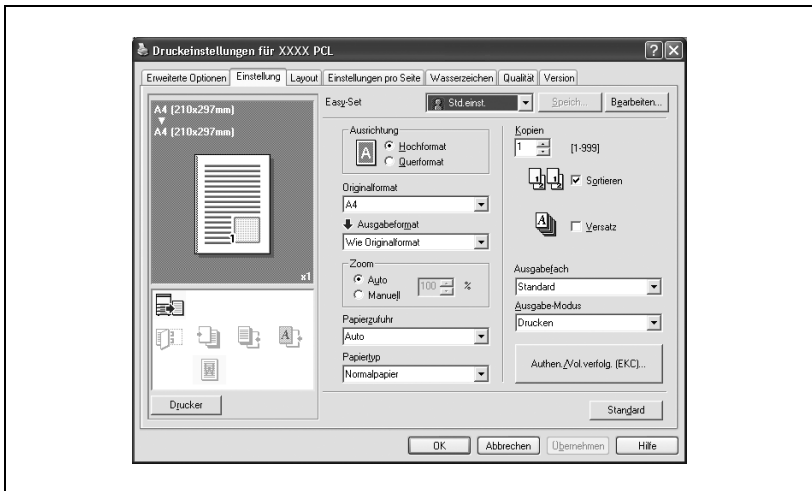 Druckeinstellungen für XXXX PCL
Erweiterte Optionen Einstellung Layout Einstellungen pro Seite Wasserzeichen Qualität Version
A4 (210x297mm)
A4 (210x297mm)
1
x1
Drucker
Easy-Set Std.einst. Speich... Bearbeiten...
Ausrichtung
A Hochformat
Querformat
Originalformat
A4
Ausgabeformat
Wie Originalformat
Zoom
Auto
Manuell
100 %
Papierzufuhr
Auto
Papiertyp
Normalpapier
Kopien
1 [1-999]
Sortieren
Versatz
Ausgabefach
Standard
Ausgabe-Modus
Drucken
Authen./Vol.verfolg. (EKC)...
Standard
OK Abbrechen Übernehmen Hilfe